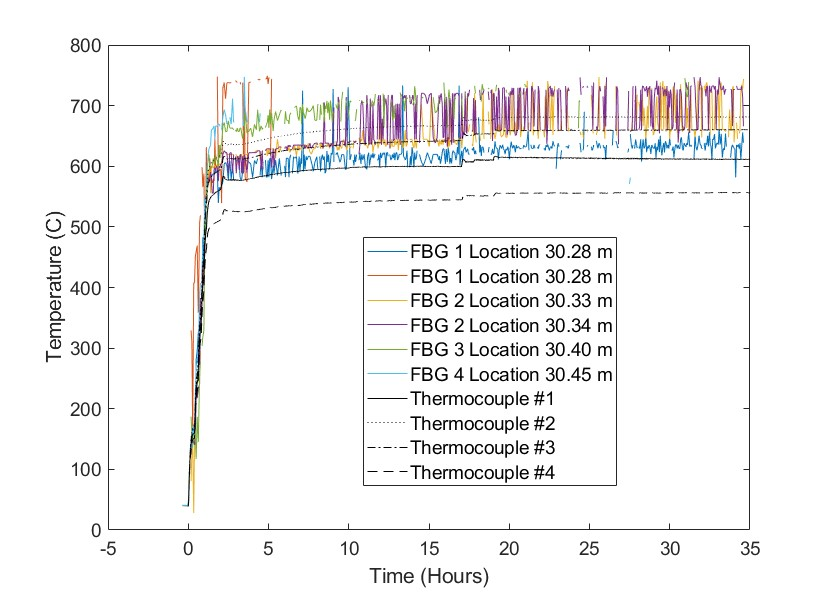 800
700
600
500
400
300
200
100
0
Temperature (C)
FBG 1 Location 30.28 m
FBG 1 Location 30.28 m
FBG 2 Location 30.33 m
FBG 2 Location 30.34 m
FBG 3 Location 30.40 m
FBG 4 Location 30.45 m
Thermocouple #1
Thermocouple #2
Thermocouple #3
Thermocouple #4
-5 0 5 10 15 20 25 30 35
Time (Hours)